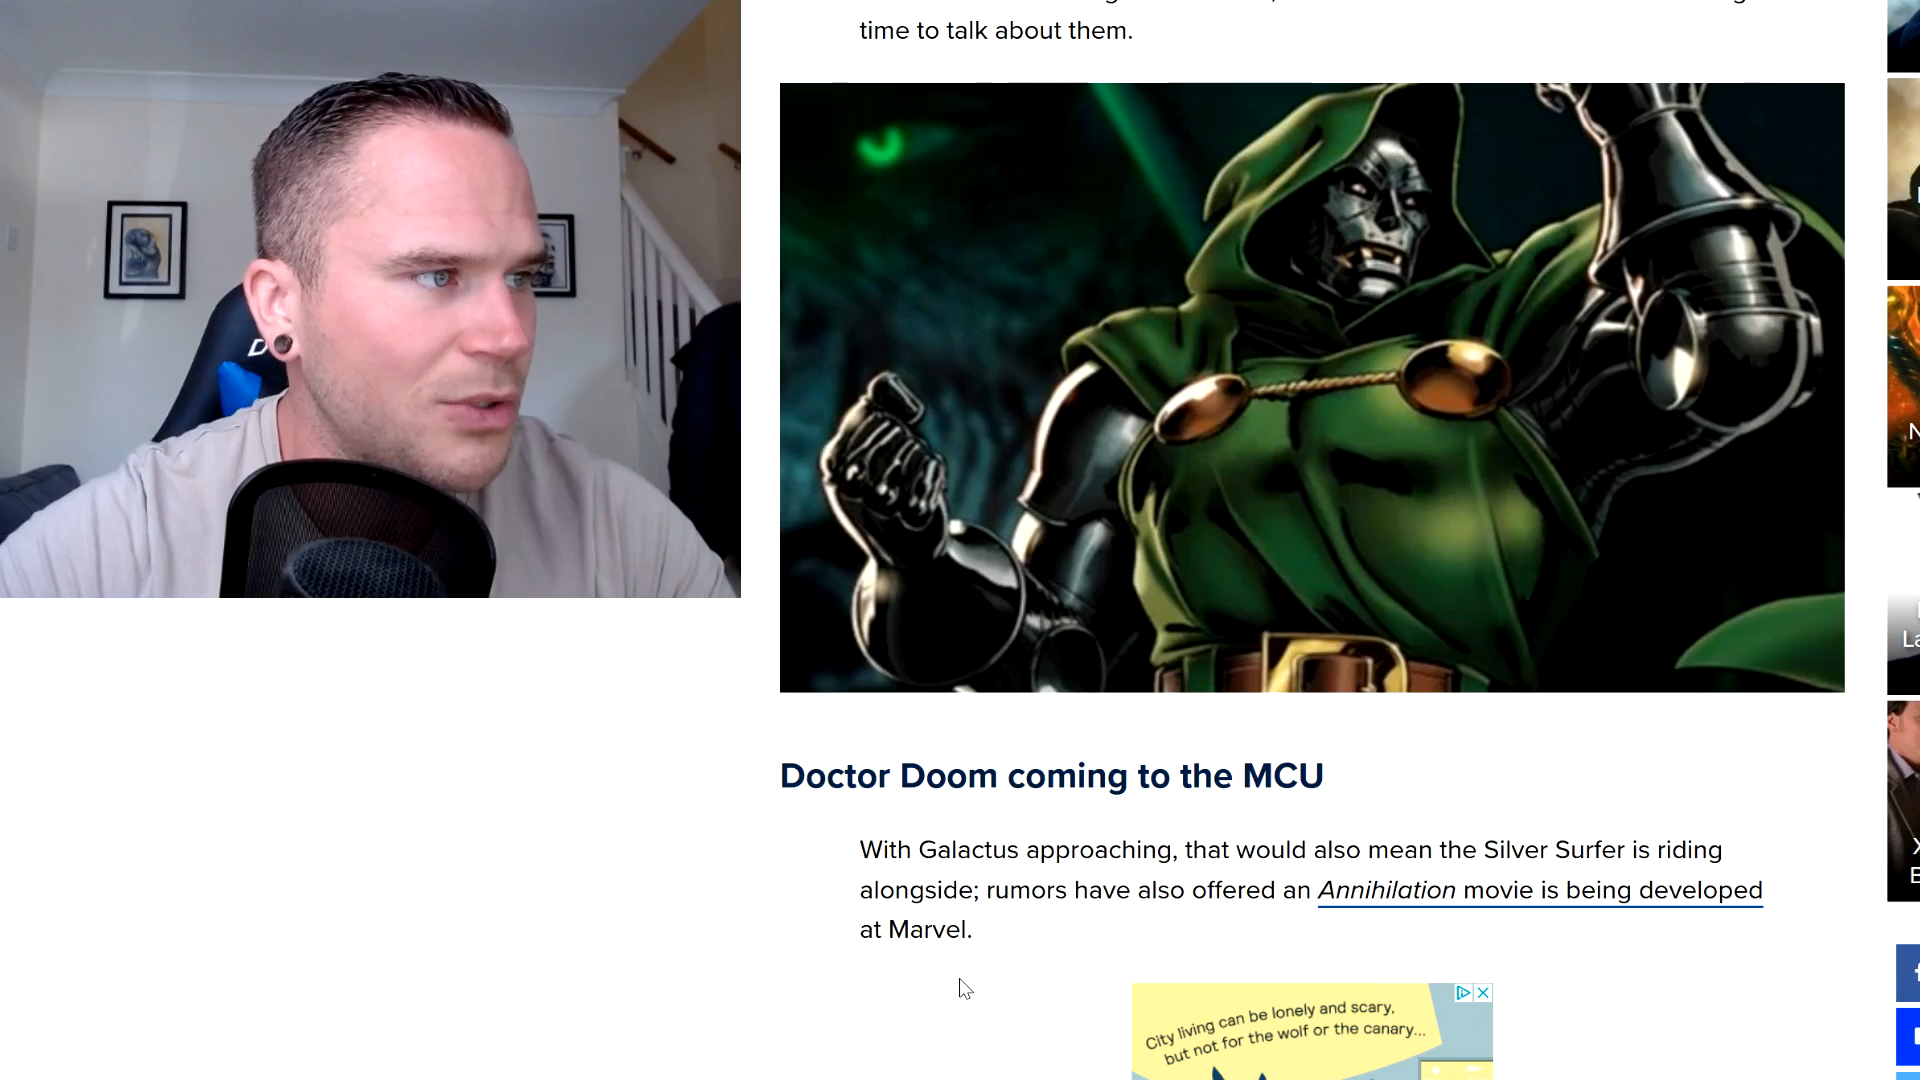 time to talk about them.
D
Doctor Doom coming to the MCU
With Galactus approaching, that would also mean the Silver Surfer is riding
alongside; rumors have also offered an Annihilation movie is being developed
at Marvel.
City living can be lonely and scary,
but not for the wolf or the canary...
N
La
X
E